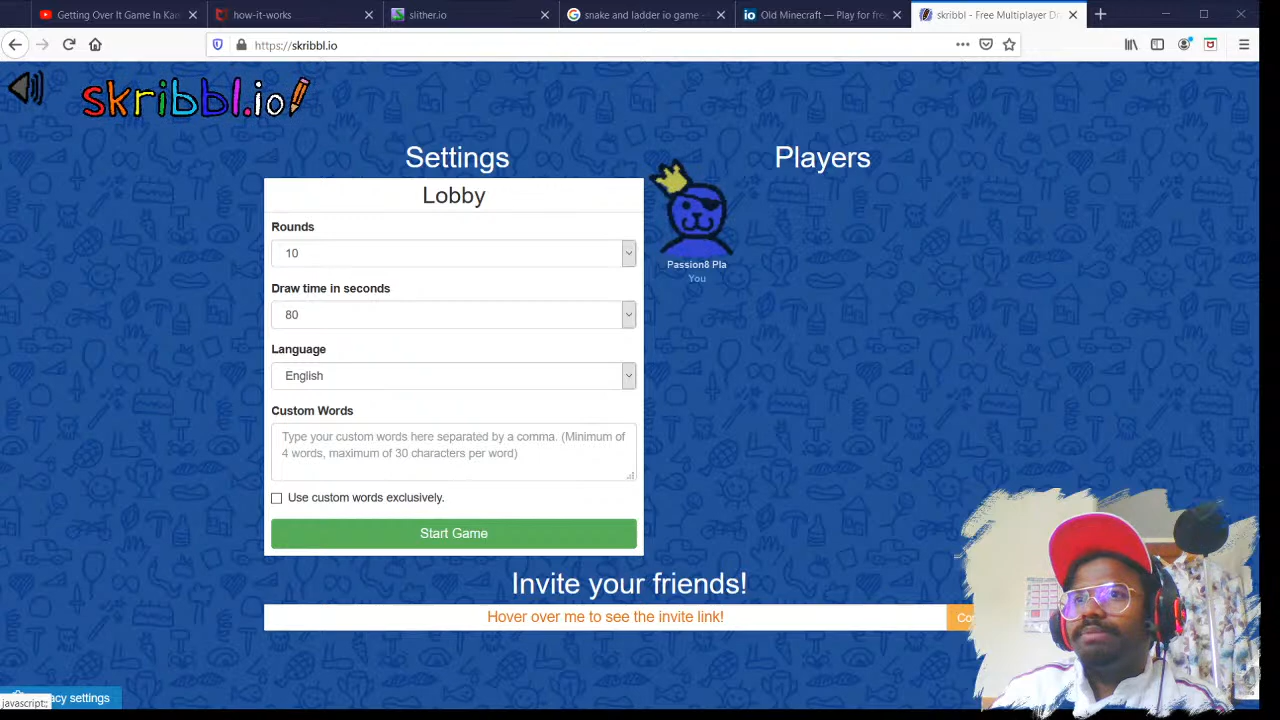 Getting Over It Game In Kan
how-it-works
slither.io
snake and ladder io game -
Old Minecraft — Play for fre
skribbl - Free Multiplayer Dr
https://skribbl.io
skribbl.io
Settings
Players
Lobby
Rounds
10
Passion8 Pla
You
Draw time in seconds
80
Language
English
Custom Words
Type your custom words here separated by a comma. (Minimum of
4 words, maximum of 30 characters per word)
Use custom words exclusively.
Start Game
Invite your friends!
Hover over me to see the invite link!
Co
acy settings
javascript:;